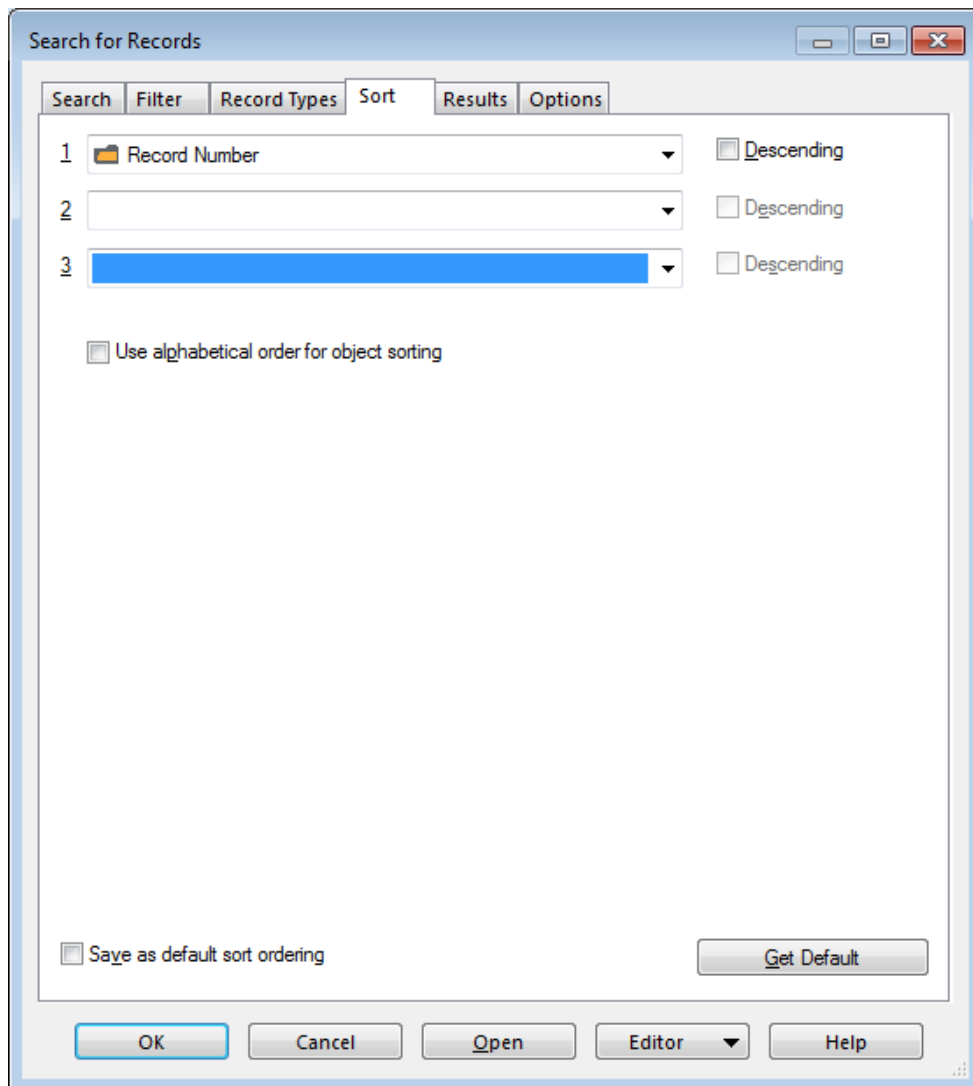 Search for Records
Search Filter Record Types Sort Results Options
1 Record Number Descending
2 Descending
3 Descending
Use alphabetical order for object sorting
Save as default sort ordering Get Default
OK Cancel Open Editor Help